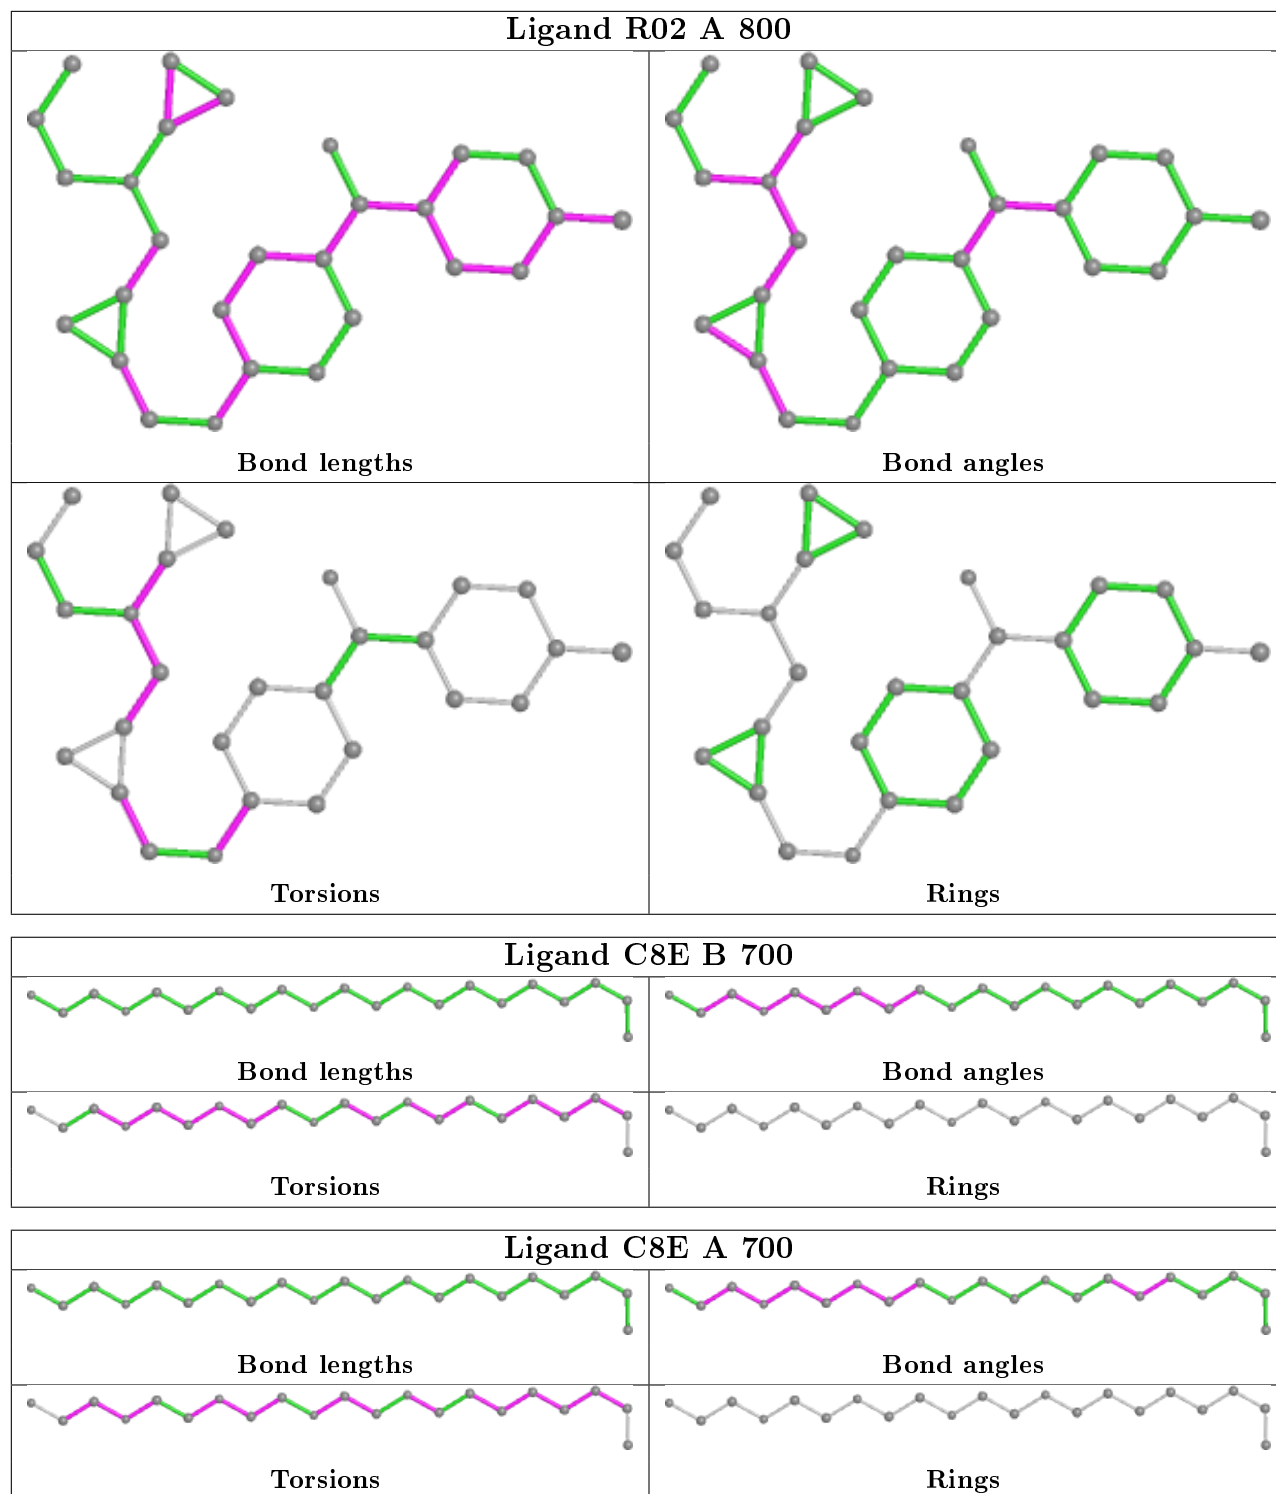 Ligand R02 A 800
Bond lengths
Bond angles
Torsions
Rings
Ligand C8E B 700
Bond lengths
Bond angles
Torsions
Rings
Ligand C8E A 700
Bond lengths
Bond angles
Torsions
Rings